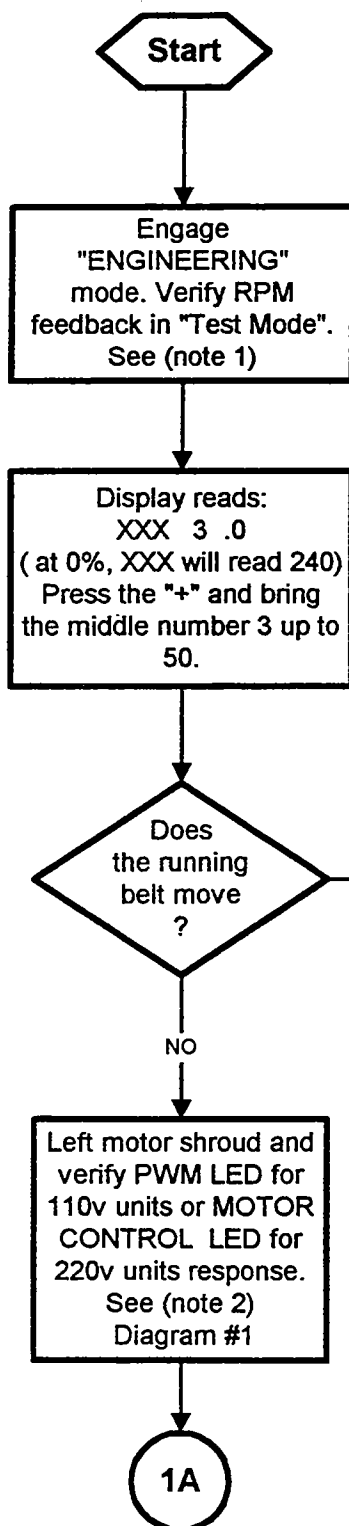 Start
Engage
"ENGINEERING"
mode. Verify RPM
feedback in "Test Mode".
See (note 1)
Display reads:
XXX 3 .0
( at 0%, XXX will read 240)
Press the "+" and bring
the middle number 3 up to
50.
Does
the running
belt move
?
NO
Left motor shroud and
verify PWM LED for
110v units or MOTOR
CONTROL LED for
220v units response.
See (note 2)
Diagram #1
1A